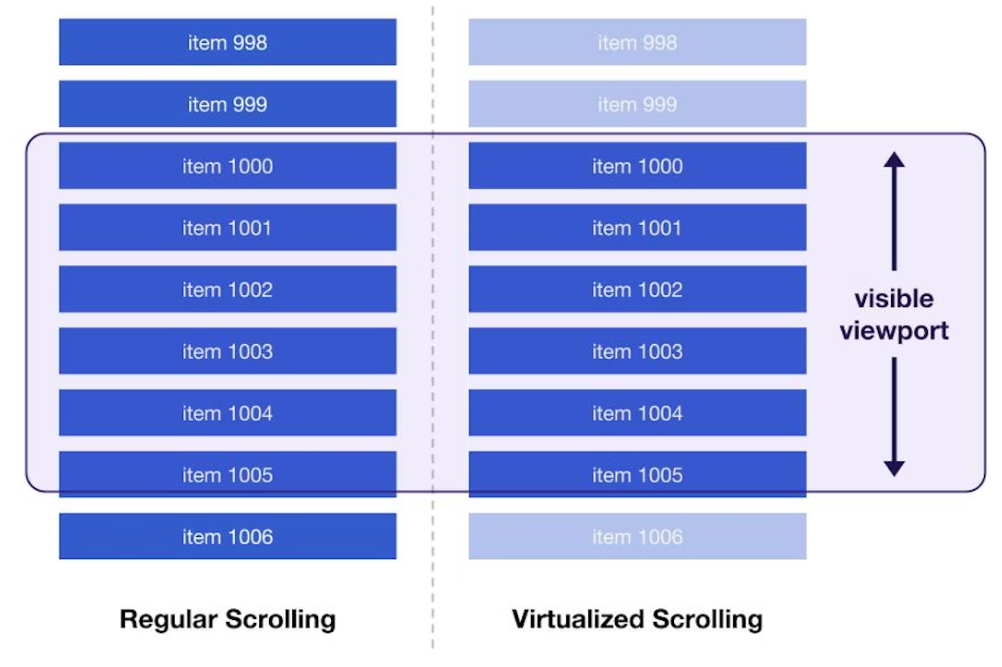 item 998
item 999
item 1000
item 1001
item 1002
item 1003
item 1004
item 1005
item 1006
Regular Scrolling
item 998
item 999
item 1000
item 1001
item 1002
item 1003
item 1004
item 1005
item 1006
Virtualized Scrolling
visible
viewport